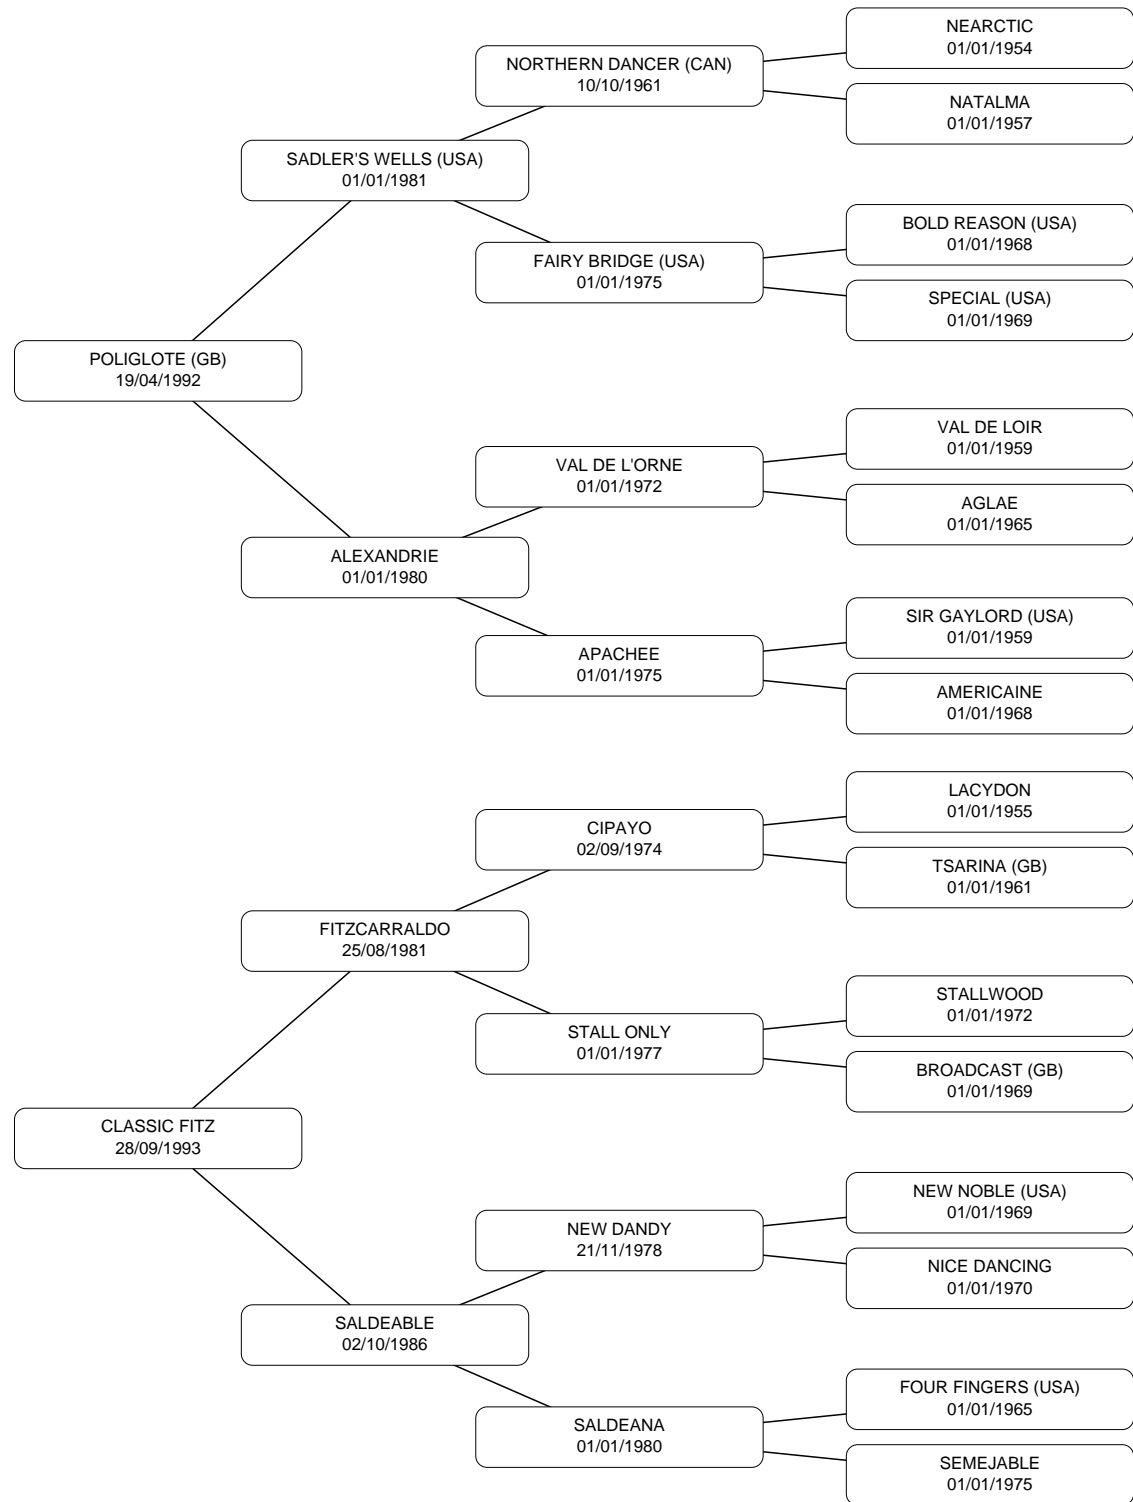 NEARCTIC
01/01/1954
NORTHERN DANCER (CAN)
10/10/1961
NATALMA
01/01/1957
SADLER'S WELLS (USA)
01/01/1981
BOLD REASON (USA)
01/01/1968
FAIRY BRIDGE (USA)
01/01/1975
SPECIAL (USA)
01/01/1969
POLIGLOTE (GB)
19/04/1992
VAL DE LOIR
01/01/1959
VAL DE L'ORNE
01/01/1972
AGLAE
01/01/1965
ALEXANDRIE
01/01/1980
SIR GAYLORD (USA)
01/01/1959
APACHEE
01/01/1975
AMERICAINE
01/01/1968
LACYDON
01/01/1955
CIPAYO
02/09/1974
TSARINA (GB)
01/01/1961
FITZCARRALDO
25/08/1981
STALLWOOD
01/01/1972
STALL ONLY
01/01/1977
BROADCAST (GB)
01/01/1969
CLASSIC FITZ
28/09/1993
NEW NOBLE (USA)
01/01/1969
NEW DANDY
21/11/1978
NICE DANCING
01/01/1970
SALDEABLE
02/10/1986
FOUR FINGERS (USA)
01/01/1965
SALDEANA
01/01/1980
SEMEJABLE
01/01/1975